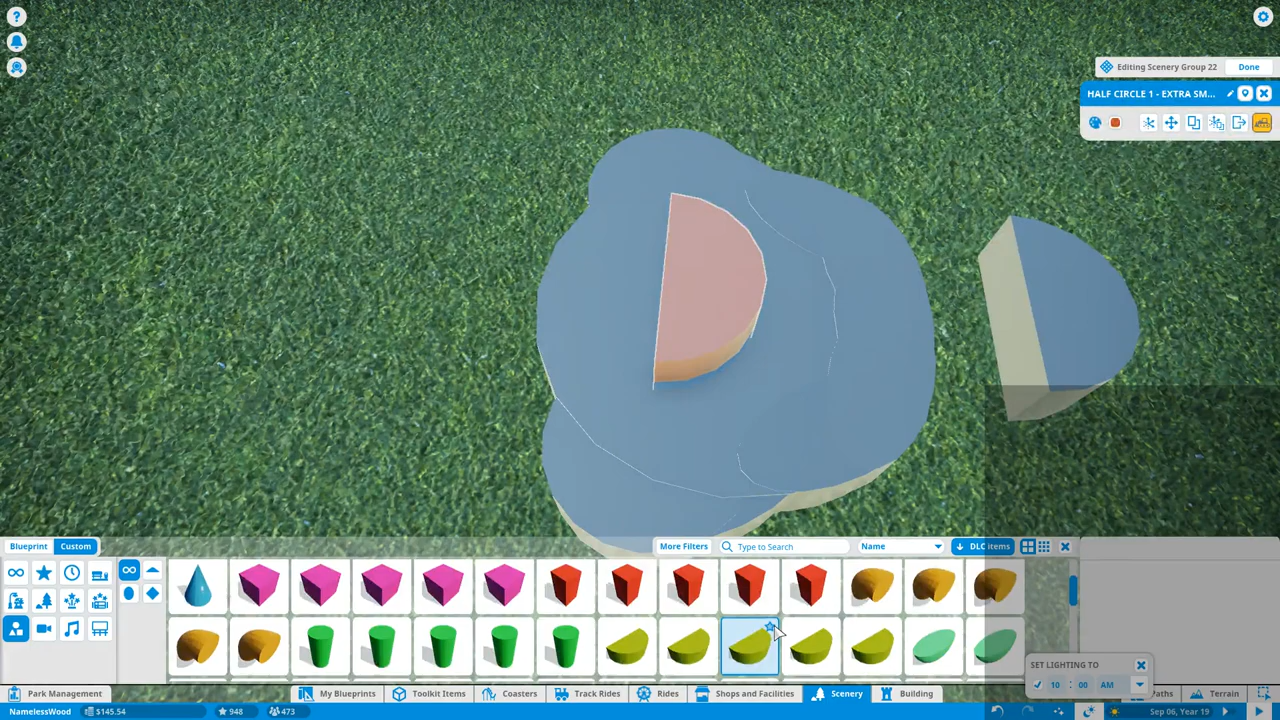 Editing Scenery Group 22
Done
HALF CIRCLE 1 - EXTRA SM...
Blueprint
Custom
More Filters
Type to Search
Name
DLC items
SET LIGHTING TO
10 : 00 AM
Park Management
My Blueprints
Toolkit Items
Coasters
Track Rides
Rides
Shops and Facilities
Scenery
Building
Paths
Terrain
NamelessWood
$145.54
948
473
Sep 06, Year 19